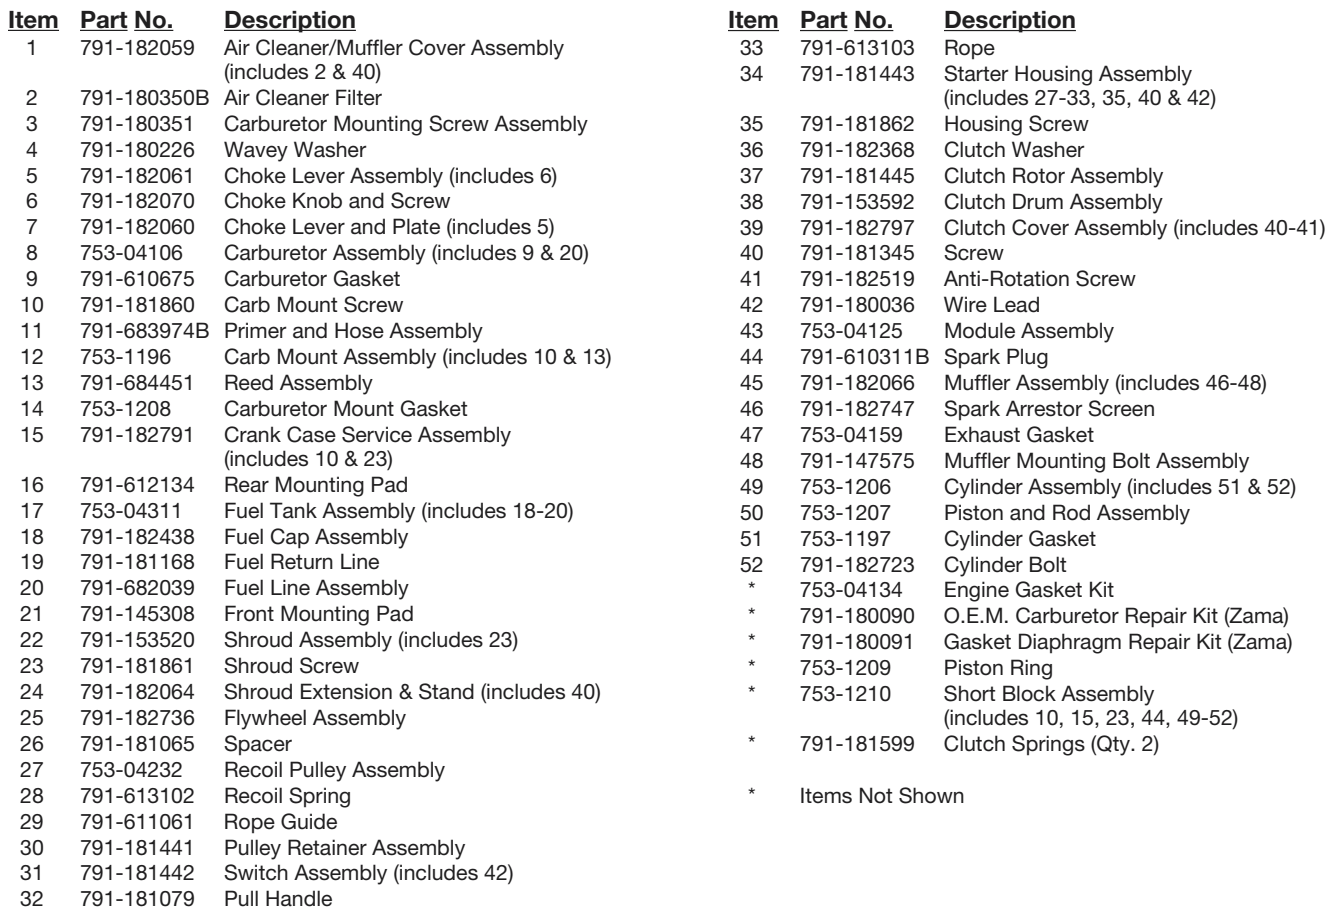 Item Part No. Description
1 791-182059 Air Cleaner/Muffler Cover Assembly
(includes 2 & 40)
2 791-180350B Air Cleaner Filter
3 791-180351 Carburetor Mounting Screw Assembly
4 791-180226 Wavey Washer
5 791-182061 Choke Lever Assembly (includes 6)
6 791-182070 Choke Knob and Screw
7 791-182060 Choke Lever and Plate (includes 5)
8 753-04106 Carburetor Assembly (includes 9 & 20)
9 791-610675 Carburetor Gasket
10 791-181860 Carb Mount Screw
11 791-683974B Primer and Hose Assembly
12 753-1196 Carb Mount Assembly (includes 10 & 13)
13 791-684451 Reed Assembly
14 753-1208 Carburetor Mount Gasket
15 791-182791 Crank Case Service Assembly
(includes 10 & 23)
16 791-612134 Rear Mounting Pad
17 753-04311 Fuel Tank Assembly (includes 18-20)
18 791-182438 Fuel Cap Assembly
19 791-181168 Fuel Return Line
20 791-682039 Fuel Line Assembly
21 791-145308 Front Mounting Pad
22 791-153520 Shroud Assembly (includes 23)
23 791-181861 Shroud Screw
24 791-182064 Shroud Extension & Stand (includes 40)
25 791-182736 Flywheel Assembly
26 791-181065 Spacer
27 753-04232 Recoil Pulley Assembly
28 791-613102 Recoil Spring
29 791-611061 Rope Guide
30 791-181441 Pulley Retainer Assembly
31 791-181442 Switch Assembly (includes 42)
32 791-181079 Pull Handle
Item Part No. Description
33 791-613103 Rope
34 791-181443 Starter Housing Assembly
(includes 27-33, 35, 40 & 42)
35 791-181862 Housing Screw
36 791-182368 Clutch Washer
37 791-181445 Clutch Rotor Assembly
38 791-153592 Clutch Drum Assembly
39 791-182797 Clutch Cover Assembly (includes 40-41)
40 791-181345 Screw
41 791-182519 Anti-Rotation Screw
42 791-180036 Wire Lead
43 753-04125 Module Assembly
44 791-610311B Spark Plug
45 791-182066 Muffler Assembly (includes 46-48)
46 791-182747 Spark Arrestor Screen
47 753-04159 Exhaust Gasket
48 791-147575 Muffler Mounting Bolt Assembly
49 753-1206 Cylinder Assembly (includes 51 & 52)
50 753-1207 Piston and Rod Assembly
51 753-1197 Cylinder Gasket
52 791-182723 Cylinder Bolt
* 753-04134 Engine Gasket Kit
* 791-180090 O.E.M. Carburetor Repair Kit (Zama)
* 791-180091 Gasket Diaphragm Repair Kit (Zama)
* 753-1209 Piston Ring
* 753-1210 Short Block Assembly
(includes 10, 15, 23, 44, 49-52)
* 791-181599 Clutch Springs (Qty. 2)
* Items Not Shown